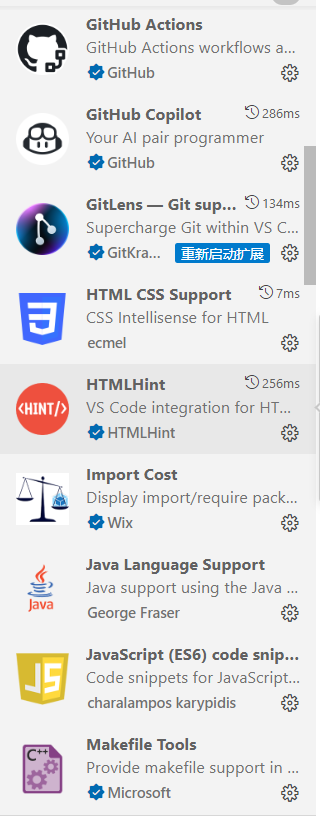 GitHub Actions
GitHub Actions workflows a...
GitHub
GitHub Copilot 286ms
Your AI pair programmer
GitHub
GitLens — Git sup... 134ms
Supercharge Git within VS C...
GitKra... 重新启动扩展
HTML CSS Support 7ms
CSS Intellisense for HTML
ecmel
<HINT/>
HTMLHint 256ms
VS Code integration for HT...
HTMLHint
Import Cost
Display import/require pack...
Wix
Java
Java Language Support
Java support using the Java ...
George Fraser
JS
JavaScript (ES6) code snip...
Code snippets for JavaScript...
charalampos karypidis
C++
Makefile Tools
Provide makefile support in ...
Microsoft